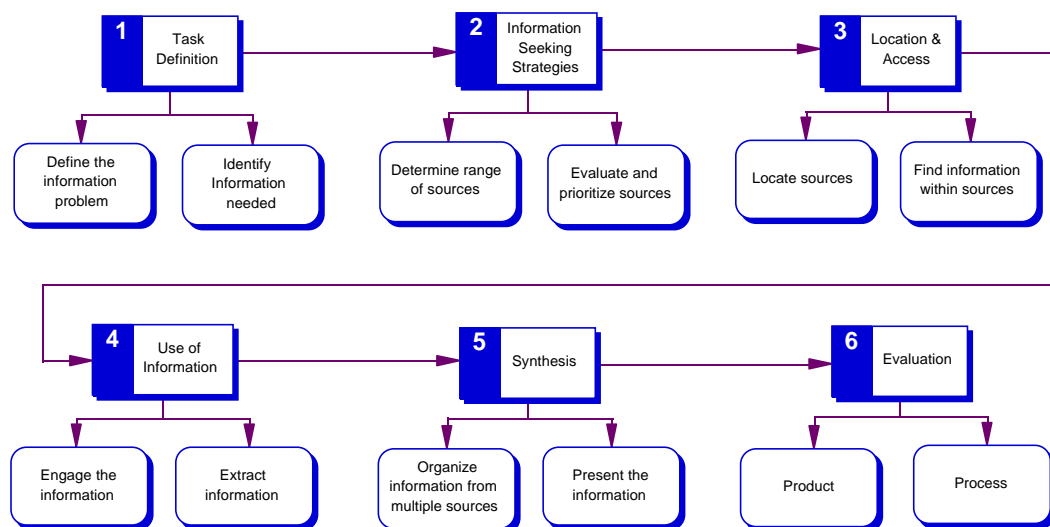 1
Task
Definition
2
Information
Seeking
Strategies
3
Location &
Access
Define the
information
problem
Identify
Information
needed
Determine range
of sources
Evaluate and
prioritize sources
Locate sources
Find information
within sources
4
Use of
Information
5
Synthesis
6
Evaluation
Engage the
information
Extract
information
Organize
information from
multiple sources
Present the
information
Product
Process